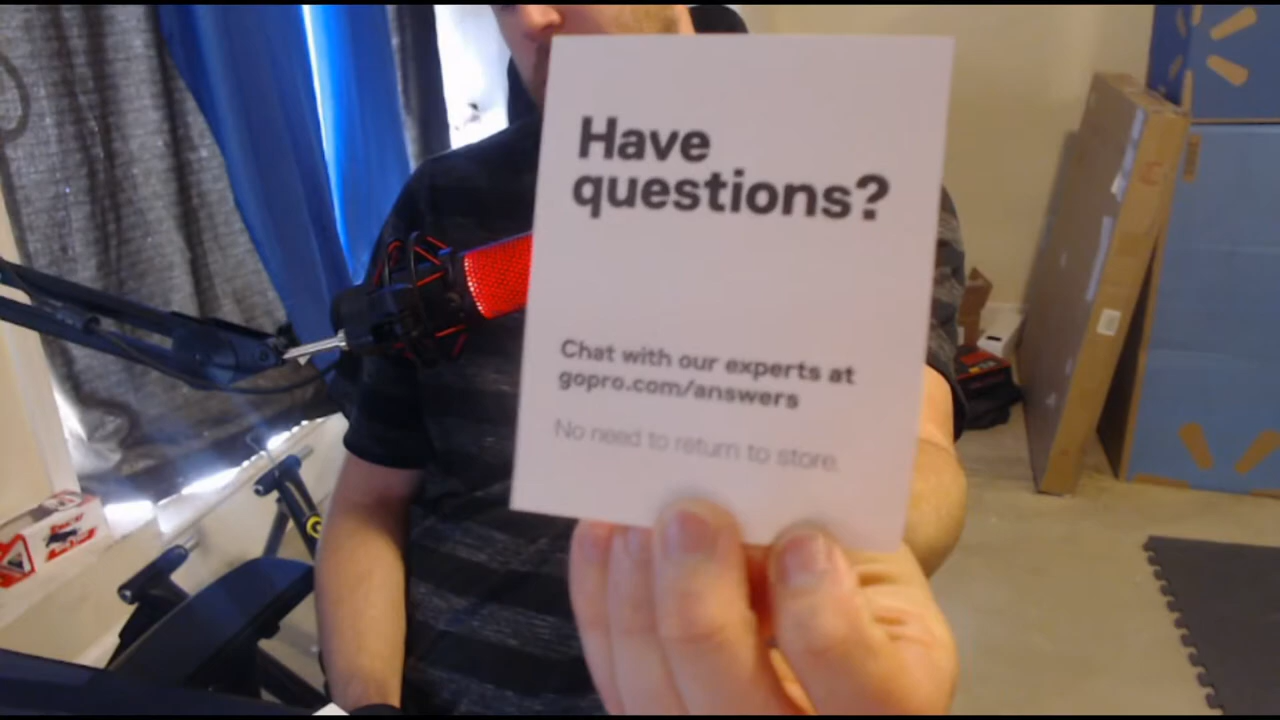 Have
questions?
Chat with our experts at
gopro.com/answers
No need to return to store.